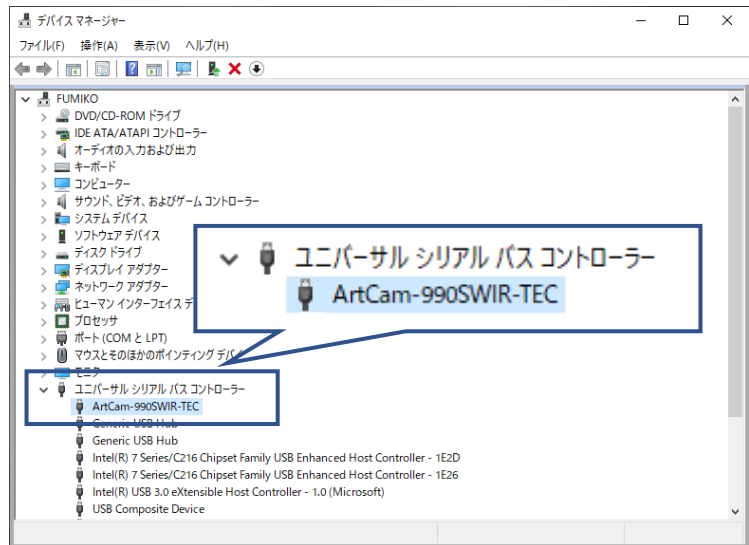 デバイス マネージャー
ファイル(F) 操作(A) 表示(V) ヘルプ(H)
FUMIKO
DVD/CD-ROM ドライブ
IDE ATA/ATAPI コントローラー
オーディオの入力および出力
キーボード
コンピューター
サウンド、ビデオ、およびゲーム コントローラー
システム デバイス
ソフトウェア デバイス
ディスク ドライブ
ディスプレイ アダプター
ネットワーク アダプター
ヒューマン インターフェイス デ
プロセッサ
ポート (COM と LPT)
マウスとそのほかのポインティング デバイ
モニター
ユニバーサル シリアル バス コントローラー
ArtCam-990SWIR-TEC
Generic USB Hub
Generic USB Hub
Intel(R) 7 Series/C216 Chipset Family USB Enhanced Host Controller - 1E2D
Intel(R) 7 Series/C216 Chipset Family USB Enhanced Host Controller - 1E26
Intel(R) USB 3.0 eXtensible Host Controller - 1.0 (Microsoft)
USB Composite Device
ユニバーサル シリアル バス コントローラー
ArtCam-990SWIR-TEC